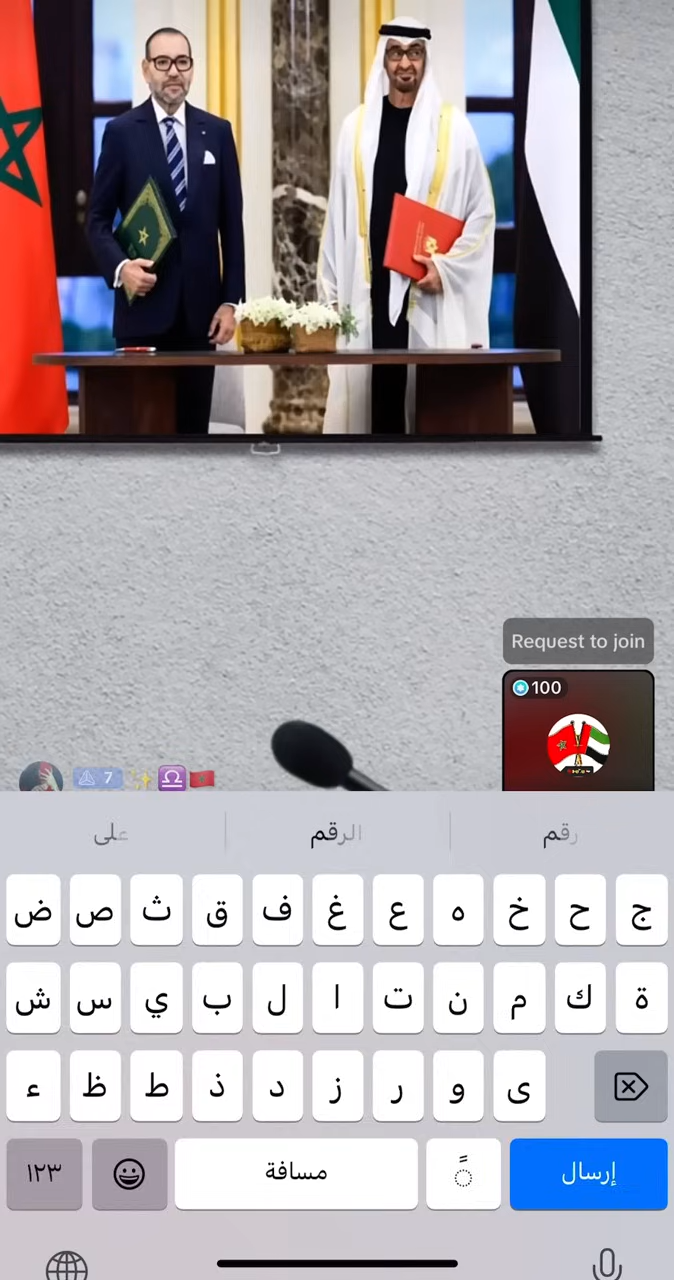 Request to join
100
7
على الرقم رقم
ض ص ث ق ف غ ع ه خ ح ج
ش س ي ب ل ا ت ن م ك ة
ء ظ ط ذ د ز ر و ى
١٢٣ مسافة إرسال